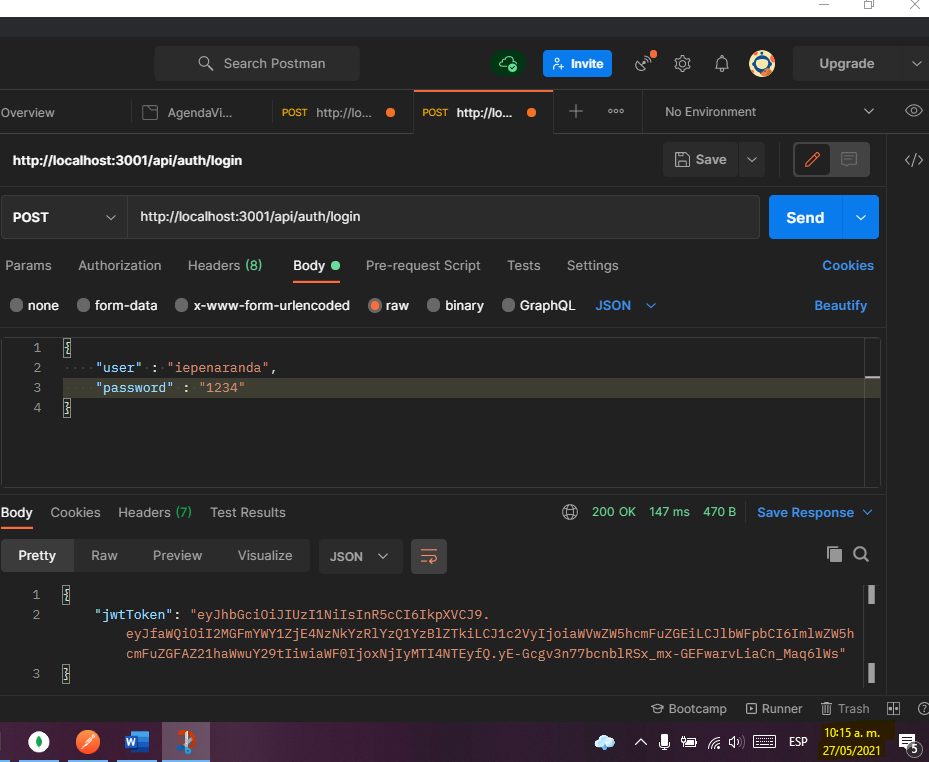 Search Postman
Invite
Upgrade
Overview
AgendaVi...
POST http://lo...
POST http://lo...
No Environment
http://localhost:3001/api/auth/login
Save
POST
http://localhost:3001/api/auth/login
Send
Params Authorization Headers (8) Body Pre-request Script Tests Settings Cookies
none form-data x-www-form-urlencoded raw binary GraphQL JSON Beautify
1 {
2 "user" : "iepenaranda",
3 "password" : "1234"
4 }
Body Cookies Headers (7) Test Results 200 OK 147 ms 470 B Save Response
Pretty Raw Preview Visualize JSON
1 {
2 "jwtToken": "eyJhbGciOiJIUzI1NiIsInR5cCI6IkpXVCJ9.
eyJfaWQiOiI2MGFmYWY1ZjE4NzNkYzRlYzQ1YzBlZTkiLCJ1c2VyIjoiaWVwZW5hcmFuZGEiLCJlbWFpbCI6ImlwZW5h
cmFuZGFAZ21haWwuY29tIiwiaWF0IjoxNjIyMTI4NTEyfQ.yE-Gcgv3n77bcnblRSx_mx-GEFwarvLiaCn_Maq6lWs"
3 }
Bootcamp Runner Trash
ESP
10:15 a. m.
27/05/2021
5